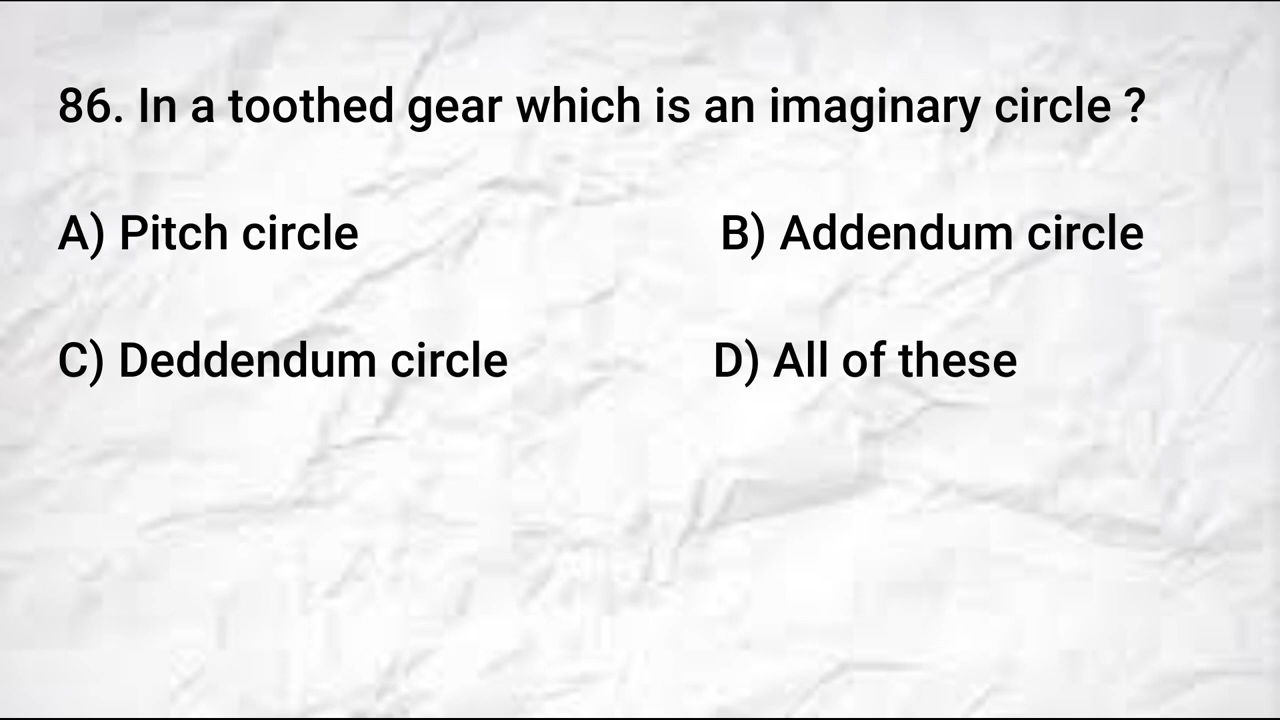 86. In a toothed gear which is an imaginary circle ?
A) Pitch circle B) Addendum circle
C) Deddendum circle D) All of these